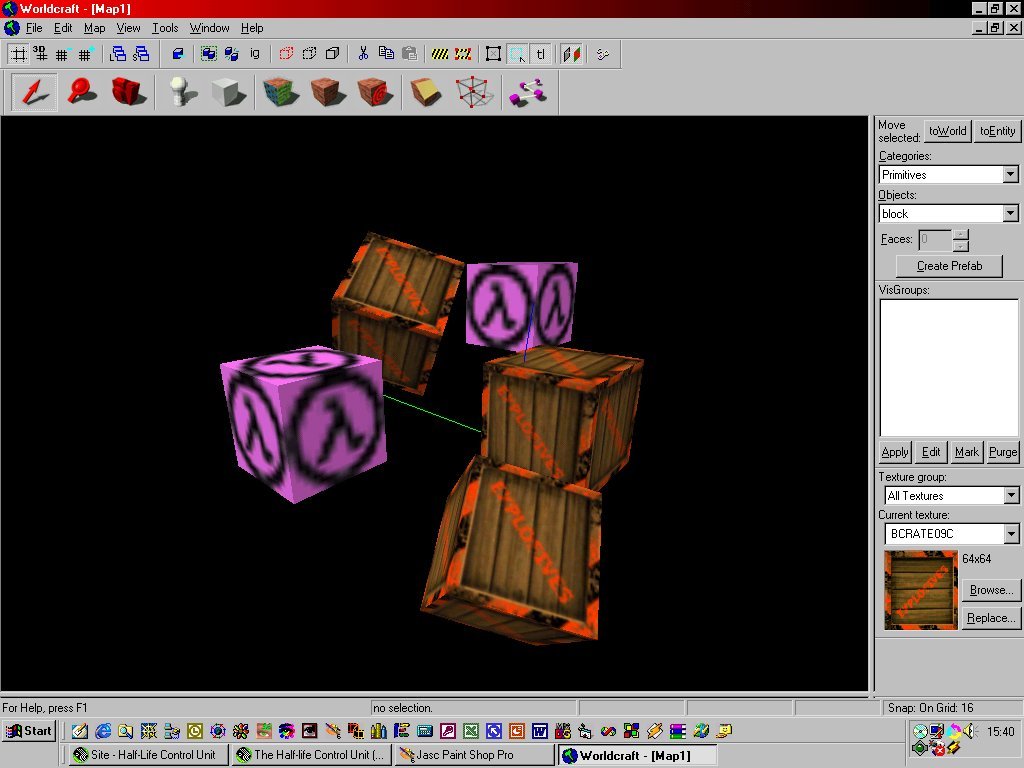 Worldcraft - [Map1]
File Edit Map View Tools Window Help
3D ig tl
Move selected: toWorld toEntity
Categories:
Primitives
Objects:
block
Faces: 0
Create Prefab
VisGroups:
Apply Edit Mark Purge
Texture group:
All Textures
Current texture:
BCRATE09C
64x64
Browse...
Replace...
EXPLOSIVES
EXPLOSIVES
EXPLOSIVES
EXPLOSIVES
For Help, press F1 no selection. Snap: On Grid: 16
Start 15:40
Site - Half-Life Control Unit The Half-life Control Unit (... Jasc Paint Shop Pro Worldcraft - [Map1]